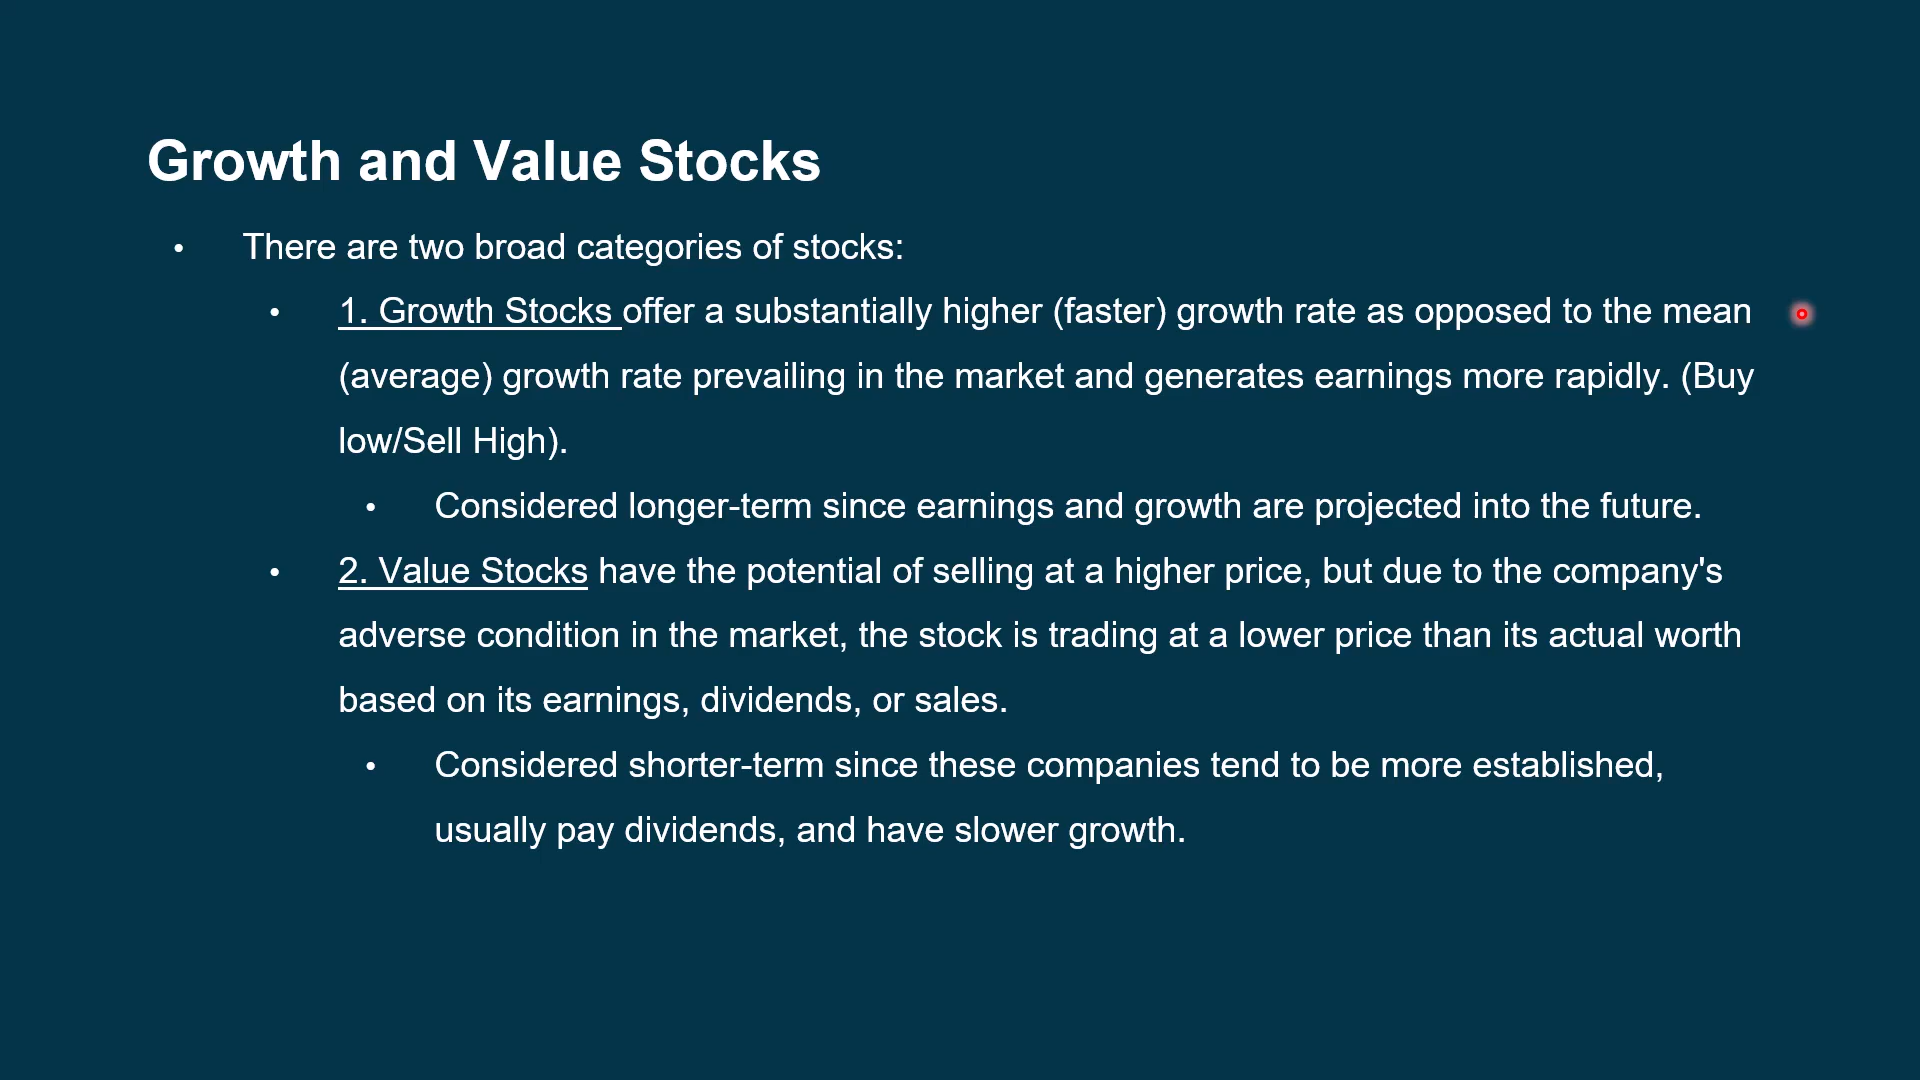 Growth and Value Stocks
• There are two broad categories of stocks:
• 1. Growth Stocks offer a substantially higher (faster) growth rate as opposed to the mean
(average) growth rate prevailing in the market and generates earnings more rapidly. (Buy
low/Sell High).
• Considered longer-term since earnings and growth are projected into the future.
• 2. Value Stocks have the potential of selling at a higher price, but due to the company's
adverse condition in the market, the stock is trading at a lower price than its actual worth
based on its earnings, dividends, or sales.
• Considered shorter-term since these companies tend to be more established,
usually pay dividends, and have slower growth.